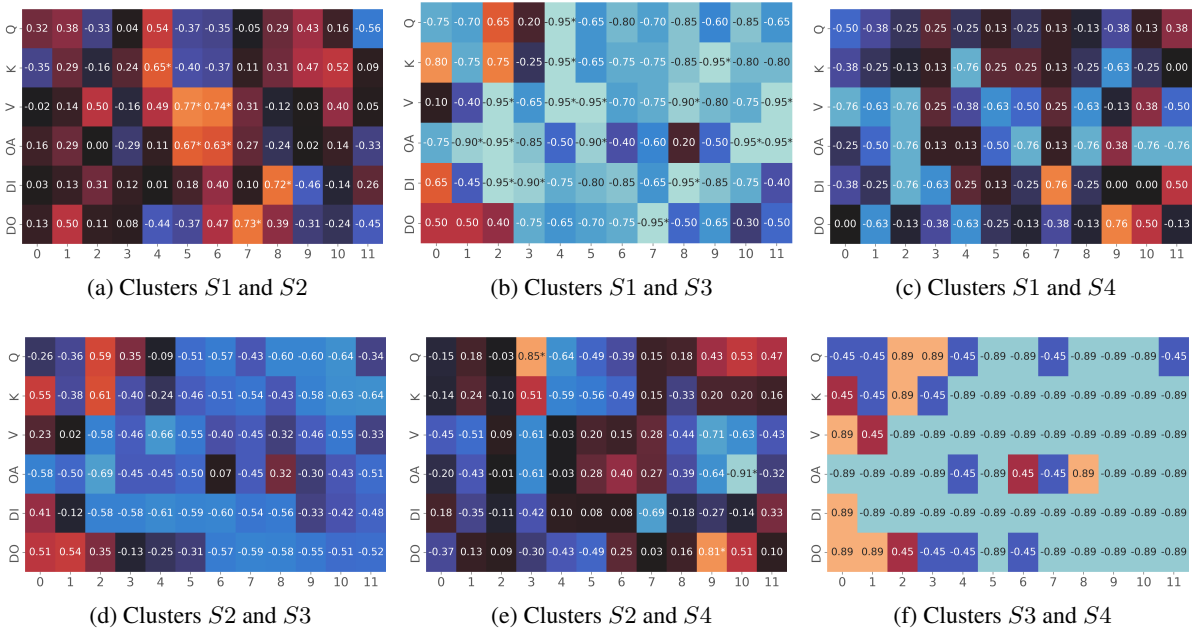 Q 0.32 0.38 -0.33 0.04 0.54 -0.37 -0.35 -0.05 0.29 0.43 0.16 -0.56
K -0.35 0.29 -0.16 0.24 0.65* -0.40 -0.37 0.11 0.31 0.47 0.52 0.09
V -0.02 0.14 0.50 -0.16 0.49 0.77* 0.74* 0.31 -0.12 0.03 0.40 0.05
OA 0.16 0.29 0.00 -0.29 0.11 0.67* 0.63* 0.27 -0.24 0.02 0.14 -0.33
DI 0.03 0.13 0.31 0.12 0.01 0.18 0.40 0.10 0.72* -0.46 -0.14 0.26
DO 0.13 0.50 0.11 0.08 -0.44 -0.37 0.47 0.73* 0.39 -0.31 -0.24 -0.45
0 1 2 3 4 5 6 7 8 9 10 11
(a) Clusters S1 and S2
Q -0.75 -0.70 0.65 0.20 -0.95* -0.65 -0.80 -0.70 -0.85 -0.60 -0.85 -0.65
K 0.80 -0.75 0.75 -0.25 -0.95* -0.65 -0.75 -0.75 -0.85 -0.95* -0.80 -0.80
V 0.10 -0.40 -0.95* -0.65 -0.95* -0.95* -0.70 -0.75 -0.90* -0.80 -0.75 -0.95*
OA -0.75 -0.90* -0.95* -0.85 -0.50 -0.90* -0.40 -0.60 0.20 -0.50 -0.95* -0.95*
DI 0.65 -0.45 -0.95* -0.90* -0.75 -0.80 -0.85 -0.65 -0.95* -0.85 -0.75 -0.40
DO 0.50 0.50 0.40 -0.75 -0.65 -0.70 -0.75 -0.95* -0.50 -0.65 -0.30 -0.50
0 1 2 3 4 5 6 7 8 9 10 11
(b) Clusters S1 and S3
Q -0.50 -0.38 -0.25 0.25 -0.25 0.13 -0.25 0.13 -0.25 -0.38 0.13 0.38
K -0.38 -0.25 -0.13 0.25 -0.76 0.25 0.25 -0.13 0.25 -0.63 -0.25 0.00
V -0.76 -0.63 -0.76 0.25 -0.38 -0.63 -0.50 0.25 -0.63 -0.13 0.38 -0.50
OA -0.25 -0.50 -0.76 0.13 0.13 -0.50 -0.76 0.13 -0.76 0.38 -0.76 -0.76
DI -0.38 -0.25 -0.76 -0.63 0.25 0.13 -0.25 0.76 -0.25 0.00 0.00 0.50
DO 0.00 -0.63 -0.13 -0.38 -0.63 -0.25 -0.13 -0.38 -0.13 0.76 0.50 -0.13
0 1 2 3 4 5 6 7 8 9 10 11
(c) Clusters S1 and S4
Q -0.26 -0.36 0.59 0.35 -0.09 -0.51 -0.57 -0.43 -0.60 -0.60 -0.64 -0.34
K 0.55 -0.38 0.61 -0.40 -0.24 -0.46 -0.51 -0.54 -0.43 -0.58 -0.63 -0.64
V 0.23 0.02 -0.58 -0.46 -0.66 -0.55 -0.40 -0.45 -0.32 -0.46 -0.55 -0.33
OA -0.58 -0.50 -0.69 -0.45 -0.45 -0.50 0.07 -0.45 0.32 -0.30 -0.43 -0.51
DI 0.41 -0.12 -0.58 -0.58 -0.61 -0.59 -0.60 -0.54 -0.56 -0.33 -0.42 -0.48
DO 0.51 0.54 0.35 -0.13 -0.25 -0.31 -0.57 -0.59 -0.58 -0.55 -0.51 -0.52
0 1 2 3 4 5 6 7 8 9 10 11
(d) Clusters S2 and S3
Q -0.15 0.18 -0.03 0.85* -0.64 -0.49 -0.39 0.15 0.18 0.43 0.53 0.47
K -0.14 0.24 -0.10 0.51 -0.59 -0.56 -0.49 0.15 -0.33 0.20 0.20 0.16
V -0.45 -0.51 0.09 -0.61 -0.03 0.20 0.15 0.28 -0.44 -0.71 -0.63 -0.43
OA -0.20 -0.43 -0.01 -0.61 -0.03 0.28 0.40 0.27 -0.39 -0.64 -0.91* -0.32
DI 0.18 -0.35 -0.11 -0.42 0.10 0.08 0.08 -0.69 -0.18 -0.27 -0.14 0.33
DO -0.37 0.13 0.09 -0.30 -0.43 -0.49 0.25 0.03 0.16 0.81* 0.51 0.10
0 1 2 3 4 5 6 7 8 9 10 11
(e) Clusters S2 and S4
Q -0.45 -0.45 0.89 0.89 -0.45 -0.89 -0.89 -0.45 -0.89 -0.89 -0.89 -0.45
K 0.45 -0.45 0.89 -0.45 -0.89 -0.89 -0.89 -0.89 -0.89 -0.89 -0.89 -0.89
V 0.89 0.45 -0.89 -0.89 -0.89 -0.89 -0.89 -0.89 -0.89 -0.89 -0.89 -0.89
OA -0.89 -0.89 -0.89 -0.89 -0.45 -0.89 0.45 -0.45 0.89 -0.89 -0.89 -0.89
DI 0.89 -0.89 -0.89 -0.89 -0.89 -0.89 -0.89 -0.89 -0.89 -0.89 -0.89 -0.89
DO 0.89 0.89 0.45 -0.45 -0.45 -0.89 -0.45 -0.89 -0.89 -0.89 -0.89 -0.89
0 1 2 3 4 5 6 7 8 9 10 11
(f) Clusters S3 and S4